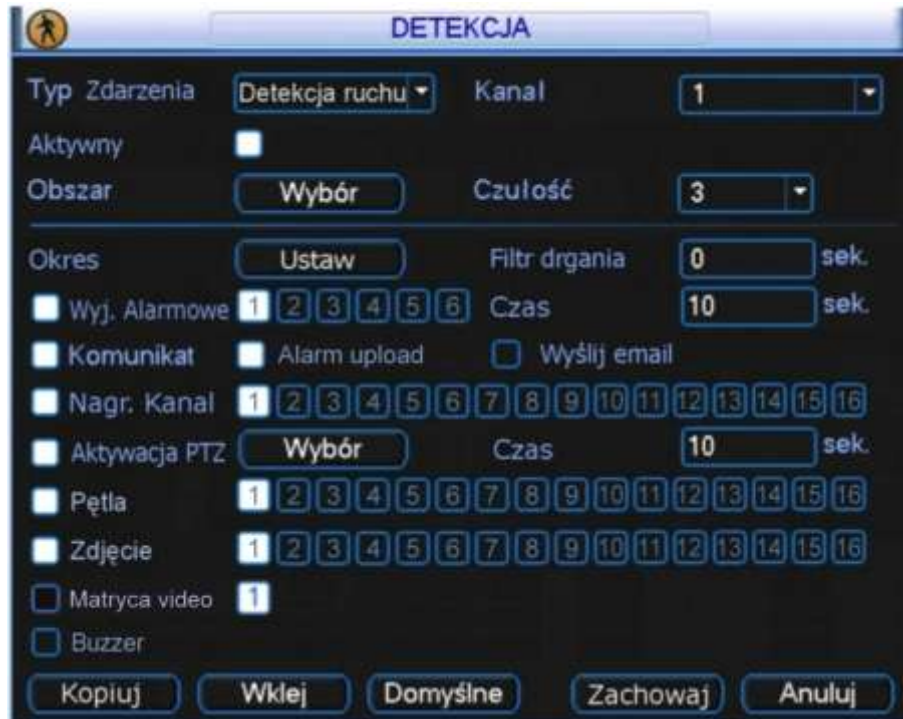 DETEKCJA
Typ Zdarzenia Detekcja ruchu Kanał 1
Aktywny
Obszar Wybór Czułość 3
Okres Ustaw Filtr drgania 0 sek.
Wyj. Alarmowe 1 2 3 4 5 6 Czas 10 sek.
Komunikat Alarm upload Wyślij email
Nagr. Kanał 1 2 3 4 5 6 7 8 9 10 11 12 13 14 15 16
Aktywacja PTZ Wybór Czas 10 sek.
Pętla 1 2 3 4 5 6 7 8 9 10 11 12 13 14 15 16
Zdjęcie 1 2 3 4 5 6 7 8 9 10 11 12 13 14 15 16
Matryca video 1
Buzzer
Kopiuj Wklej Domyślne Zachowaj Anuluj